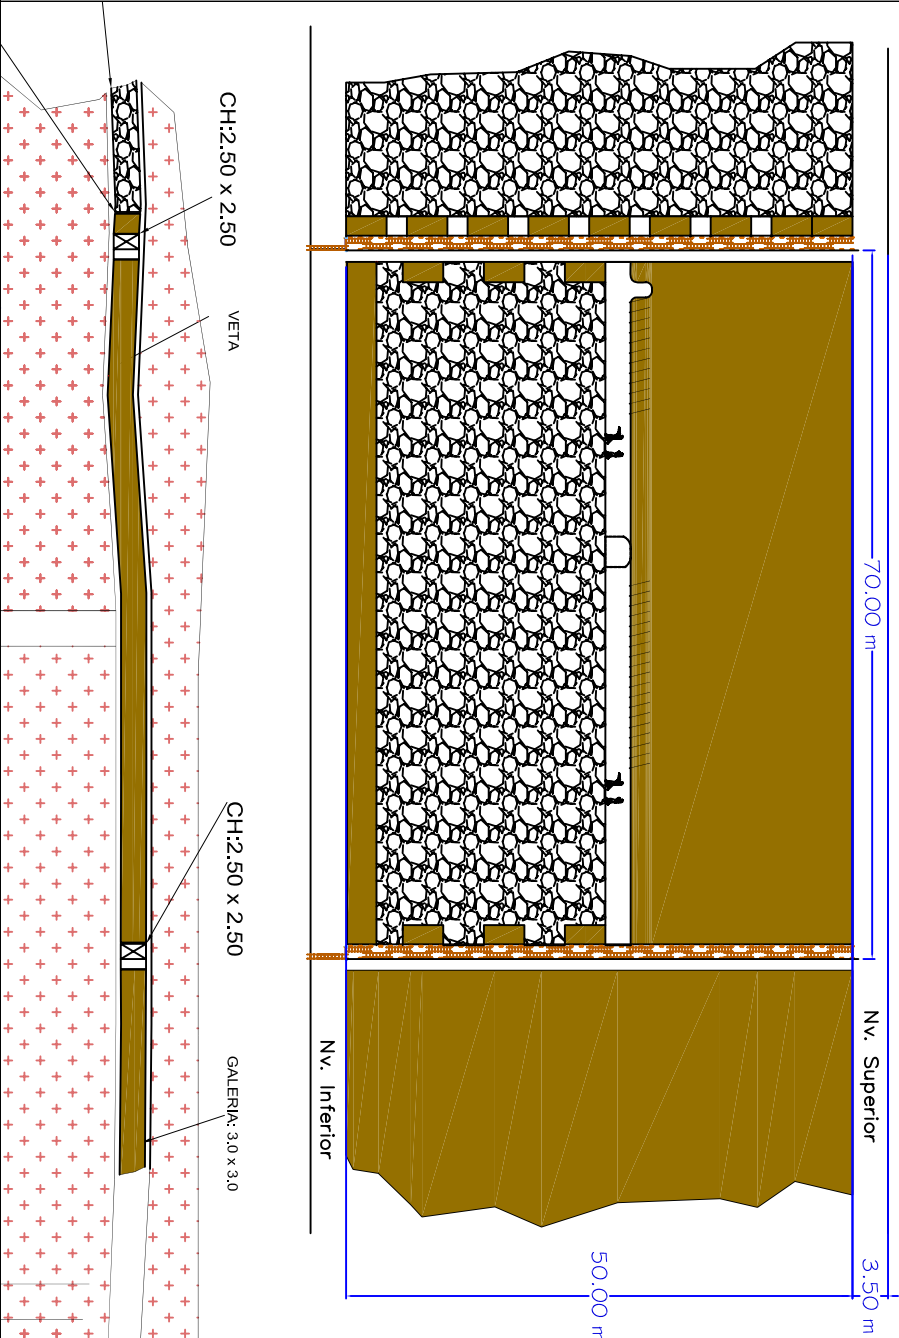 CH:2.50 x 2.50
VETA
CH:2.50 x 2.50
GALERIA: 3.0 x 3.0
Nv. Inferior
Nv. Superior
70.00 m
50.00 m
3.50 m